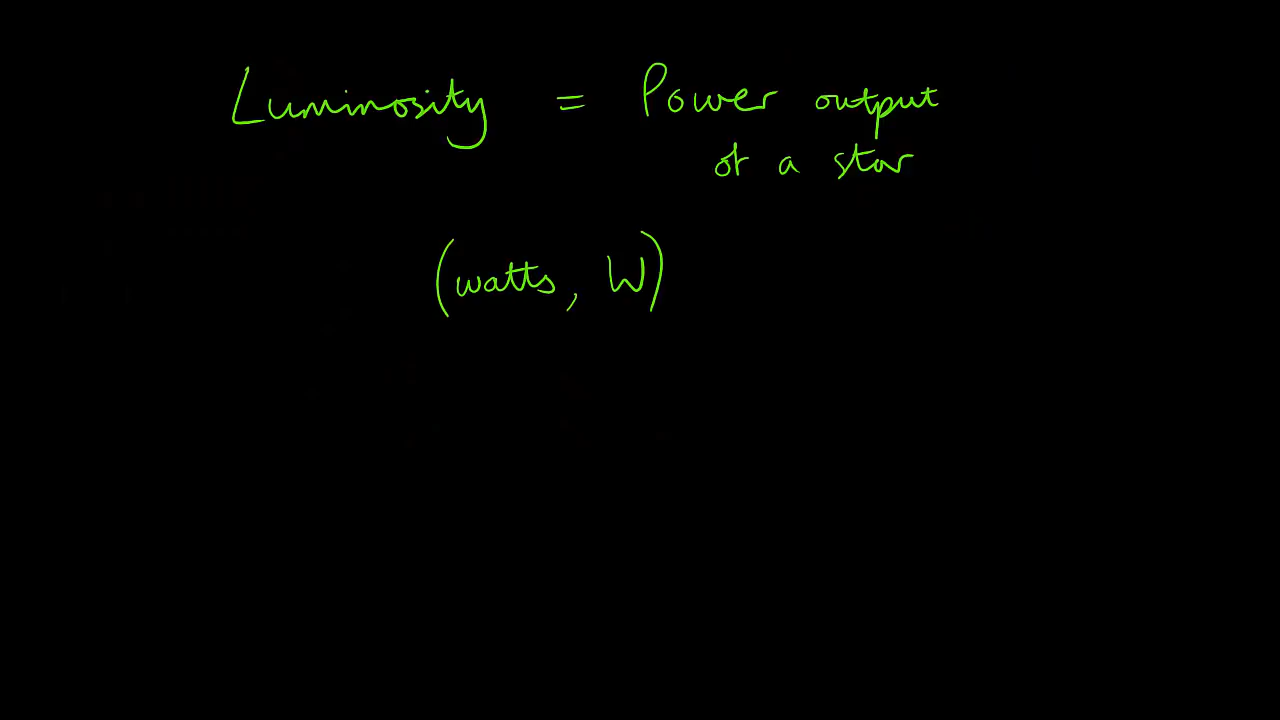 Luminosity = Power output
of a star
(watts, W)